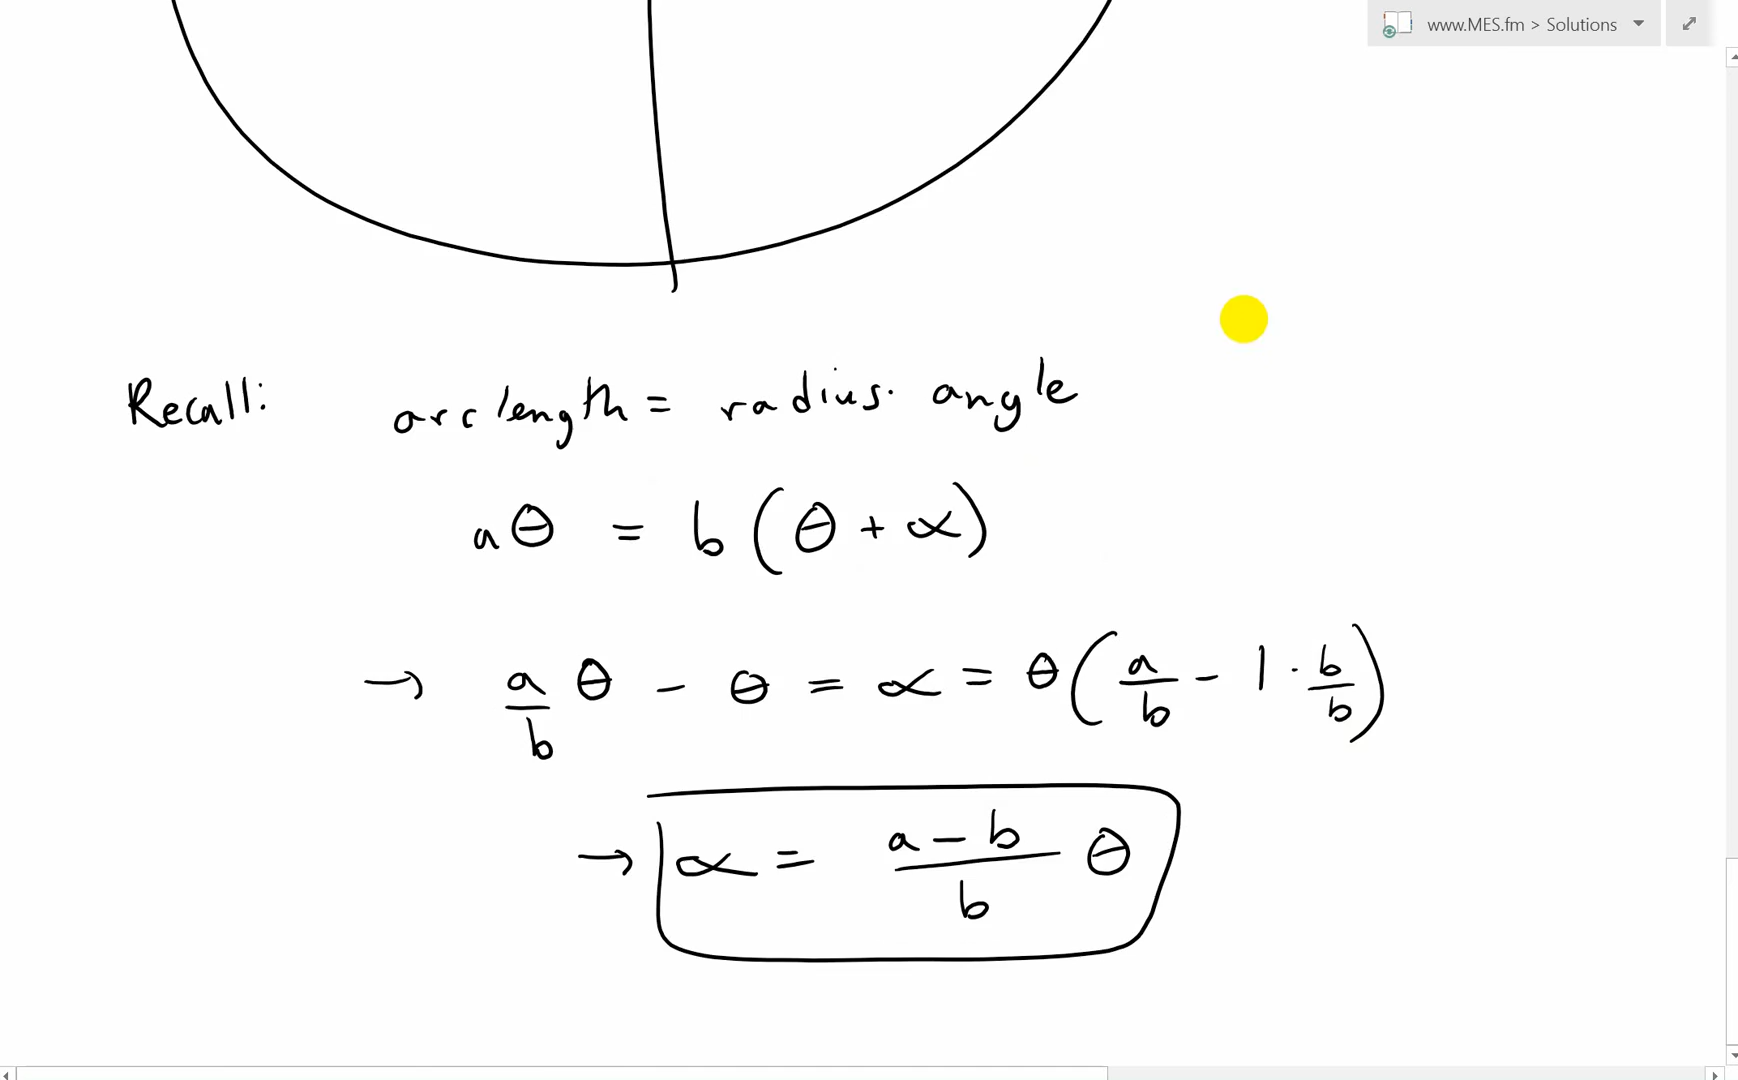 www.MES.fm > Solutions
Recall: arc length = radius · angle
aθ = b(θ + α)
→ a/b θ - θ = α = θ(a/b - 1 · b/b)
→ α = a-b/b θ